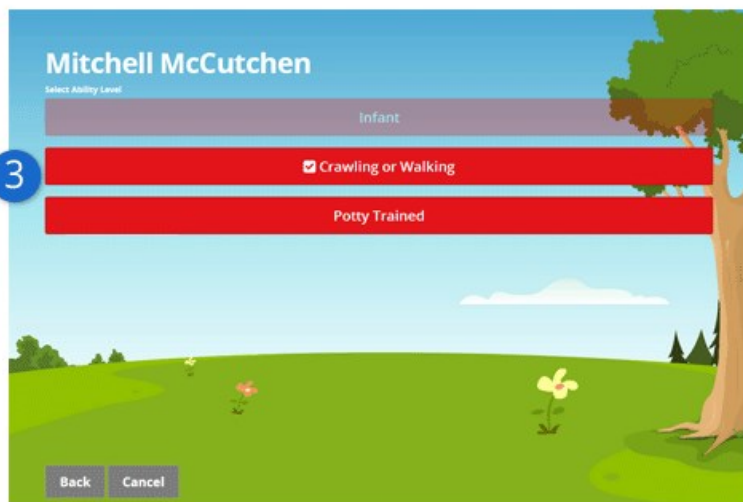 Mitchell McCutchen
Select Ability Level
Infant
3
Crawling or Walking
Potty Trained
Back Cancel